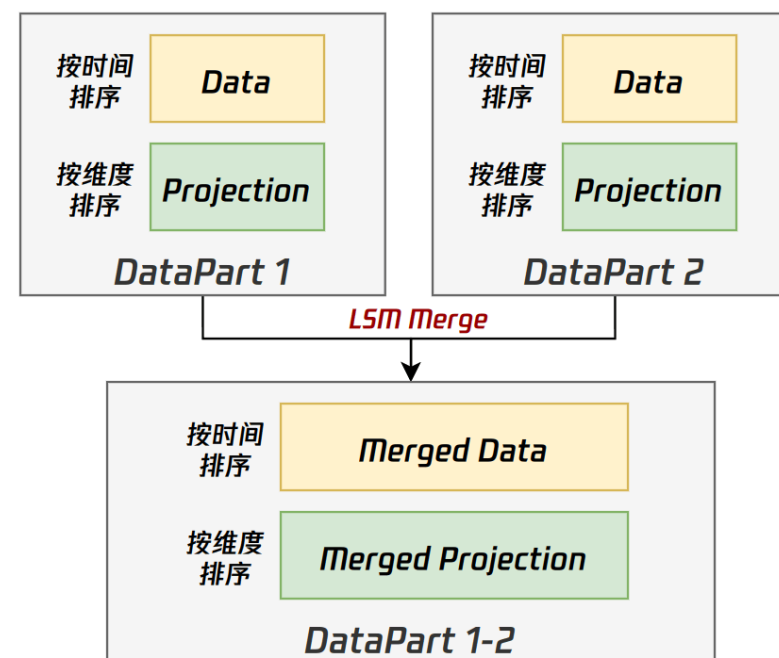 按时间
排序
Data
按维度
排序
Projection
DataPart 1
按时间
排序
Data
按维度
排序
Projection
DataPart 2
LSM Merge
按时间
排序
Merged Data
按维度
排序
Merged Projection
DataPart 1-2